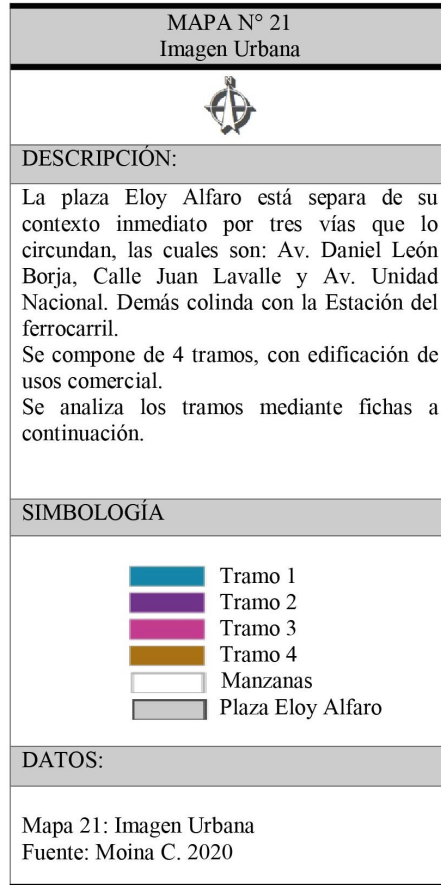 MAPA N° 21
Imagen Urbana
N
DESCRIPCIÓN:
La plaza Eloy Alfaro está separa de su
contexto inmediato por tres vías que lo
circundan, las cuales son: Av. Daniel León
Borja, Calle Juan Lavalle y Av. Unidad
Nacional. Demás colinda con la Estación del
ferrocarril.
Se compone de 4 tramos, con edificación de
usos comercial.
Se analiza los tramos mediante fichas a
continuación.
SIMBOLOGÍA
Tramo 1
Tramo 2
Tramo 3
Tramo 4
Manzanas
Plaza Eloy Alfaro
DATOS:
Mapa 21: Imagen Urbana
Fuente: Moina C. 2020